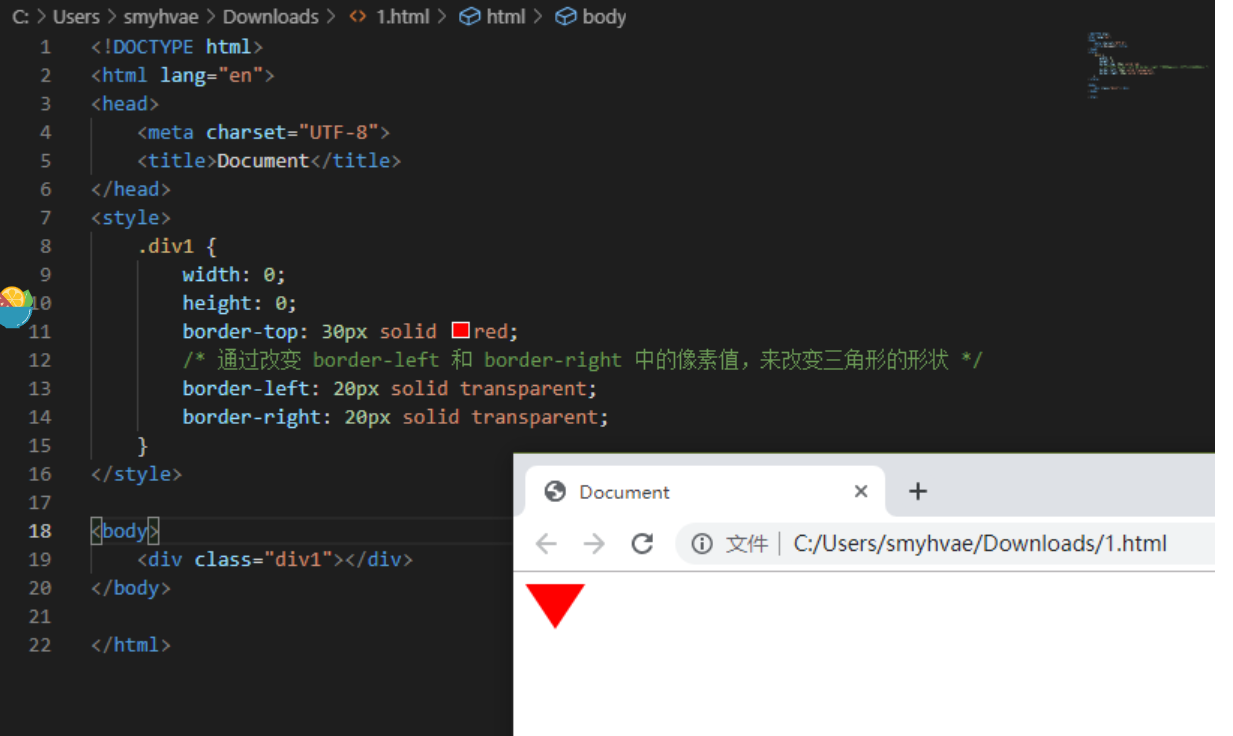 C: > Users > smyhvae > Downloads > <> 1.html > html > body
1 <!DOCTYPE html>
2 <html lang="en">
3 <head>
4 <meta charset="UTF-8">
5 <title>Document</title>
6 </head>
7 <style>
8 .div1 {
9 width: 0;
10 height: 0;
11 border-top: 30px solid red;
12 /* 通过改变 border-left 和 border-right 中的像素值，来改变三角形的形状 */
13 border-left: 20px solid transparent;
14 border-right: 20px solid transparent;
15 }
16 </style>
17
18 <body>
19 <div class="div1"></div>
20 </body>
21
22 </html>
Document
文件 | C:/Users/smyhvae/Downloads/1.html